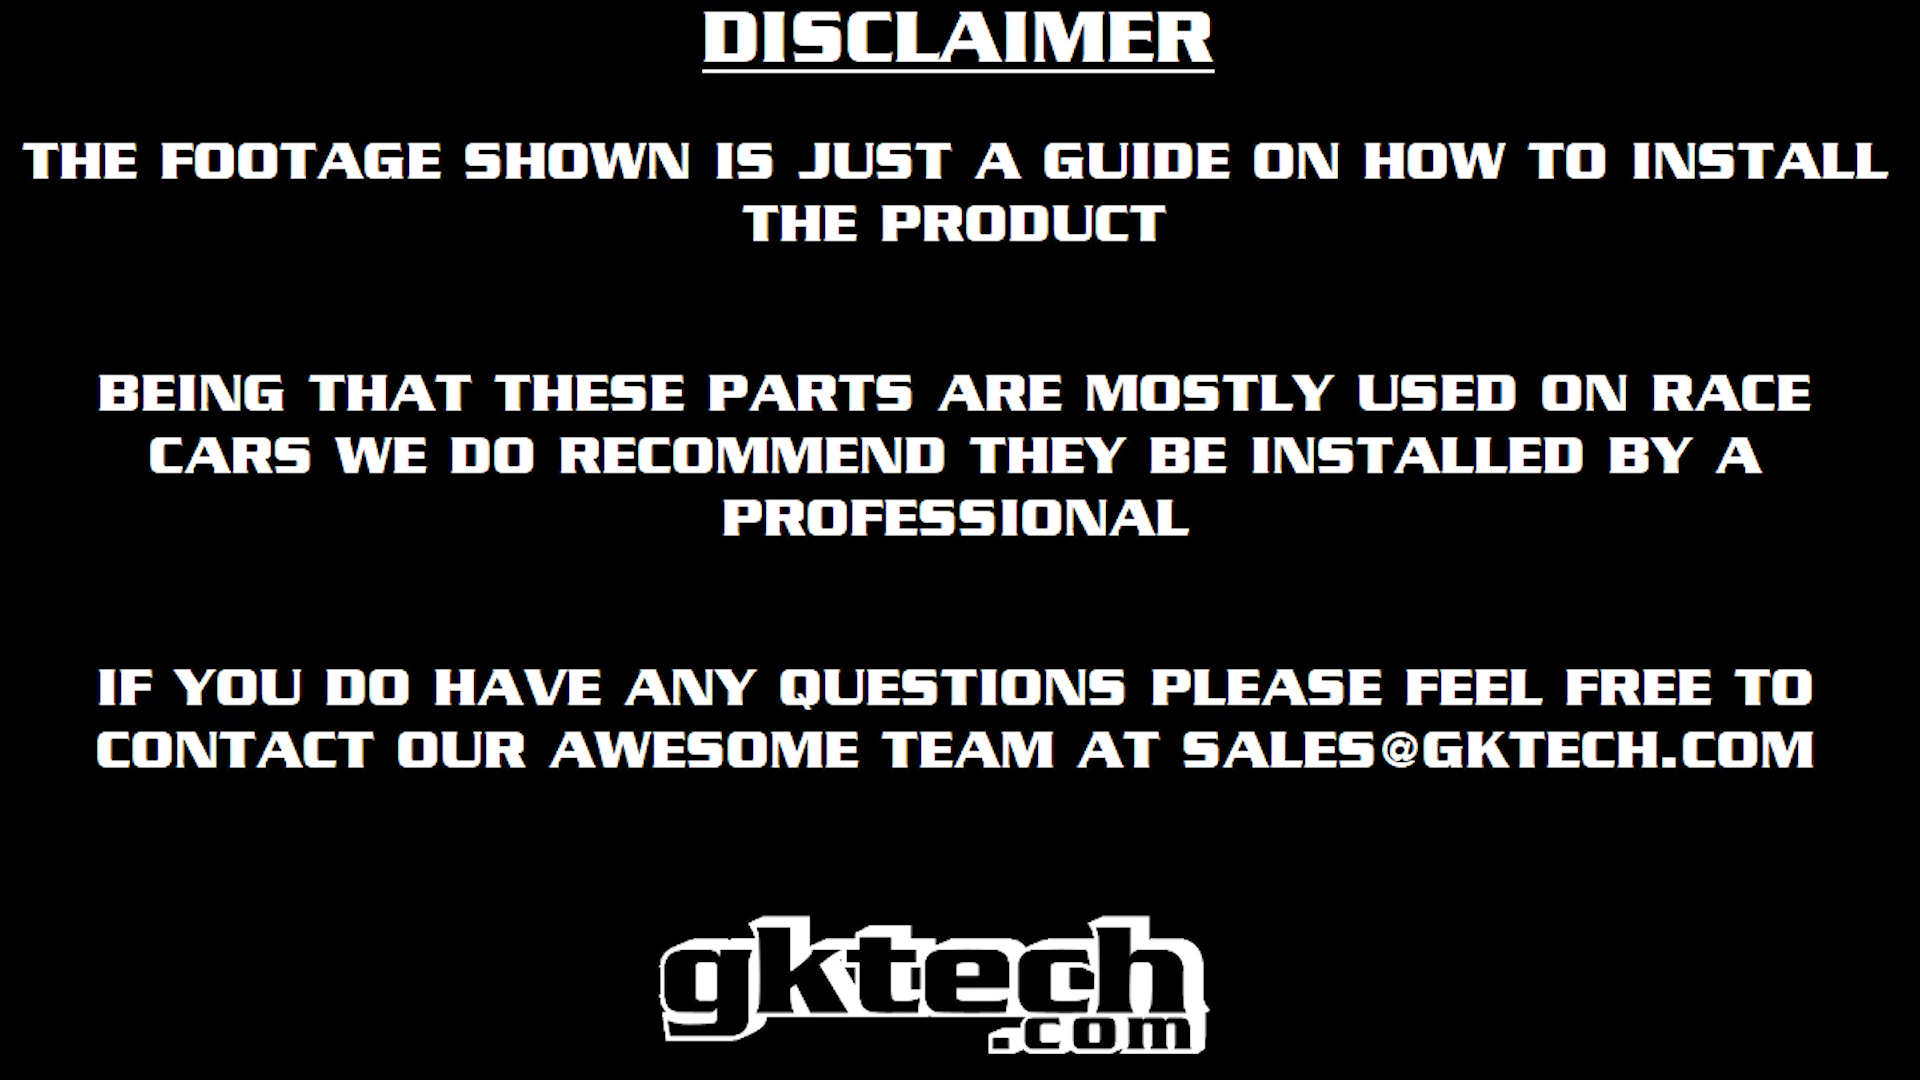 DISCLAIMER
THE FOOTAGE SHOWN IS JUST A GUIDE ON HOW TO INSTALL
THE PRODUCT
BEING THAT THESE PARTS ARE MOSTLY USED ON RACE
CARS WE DO RECOMMEND THEY BE INSTALLED BY A
PROFESSIONAL
IF YOU DO HAVE ANY QUESTIONS PLEASE FEEL FREE TO
CONTACT OUR AWESOME TEAM AT SALES@GKTECH.COM
gktech
.com